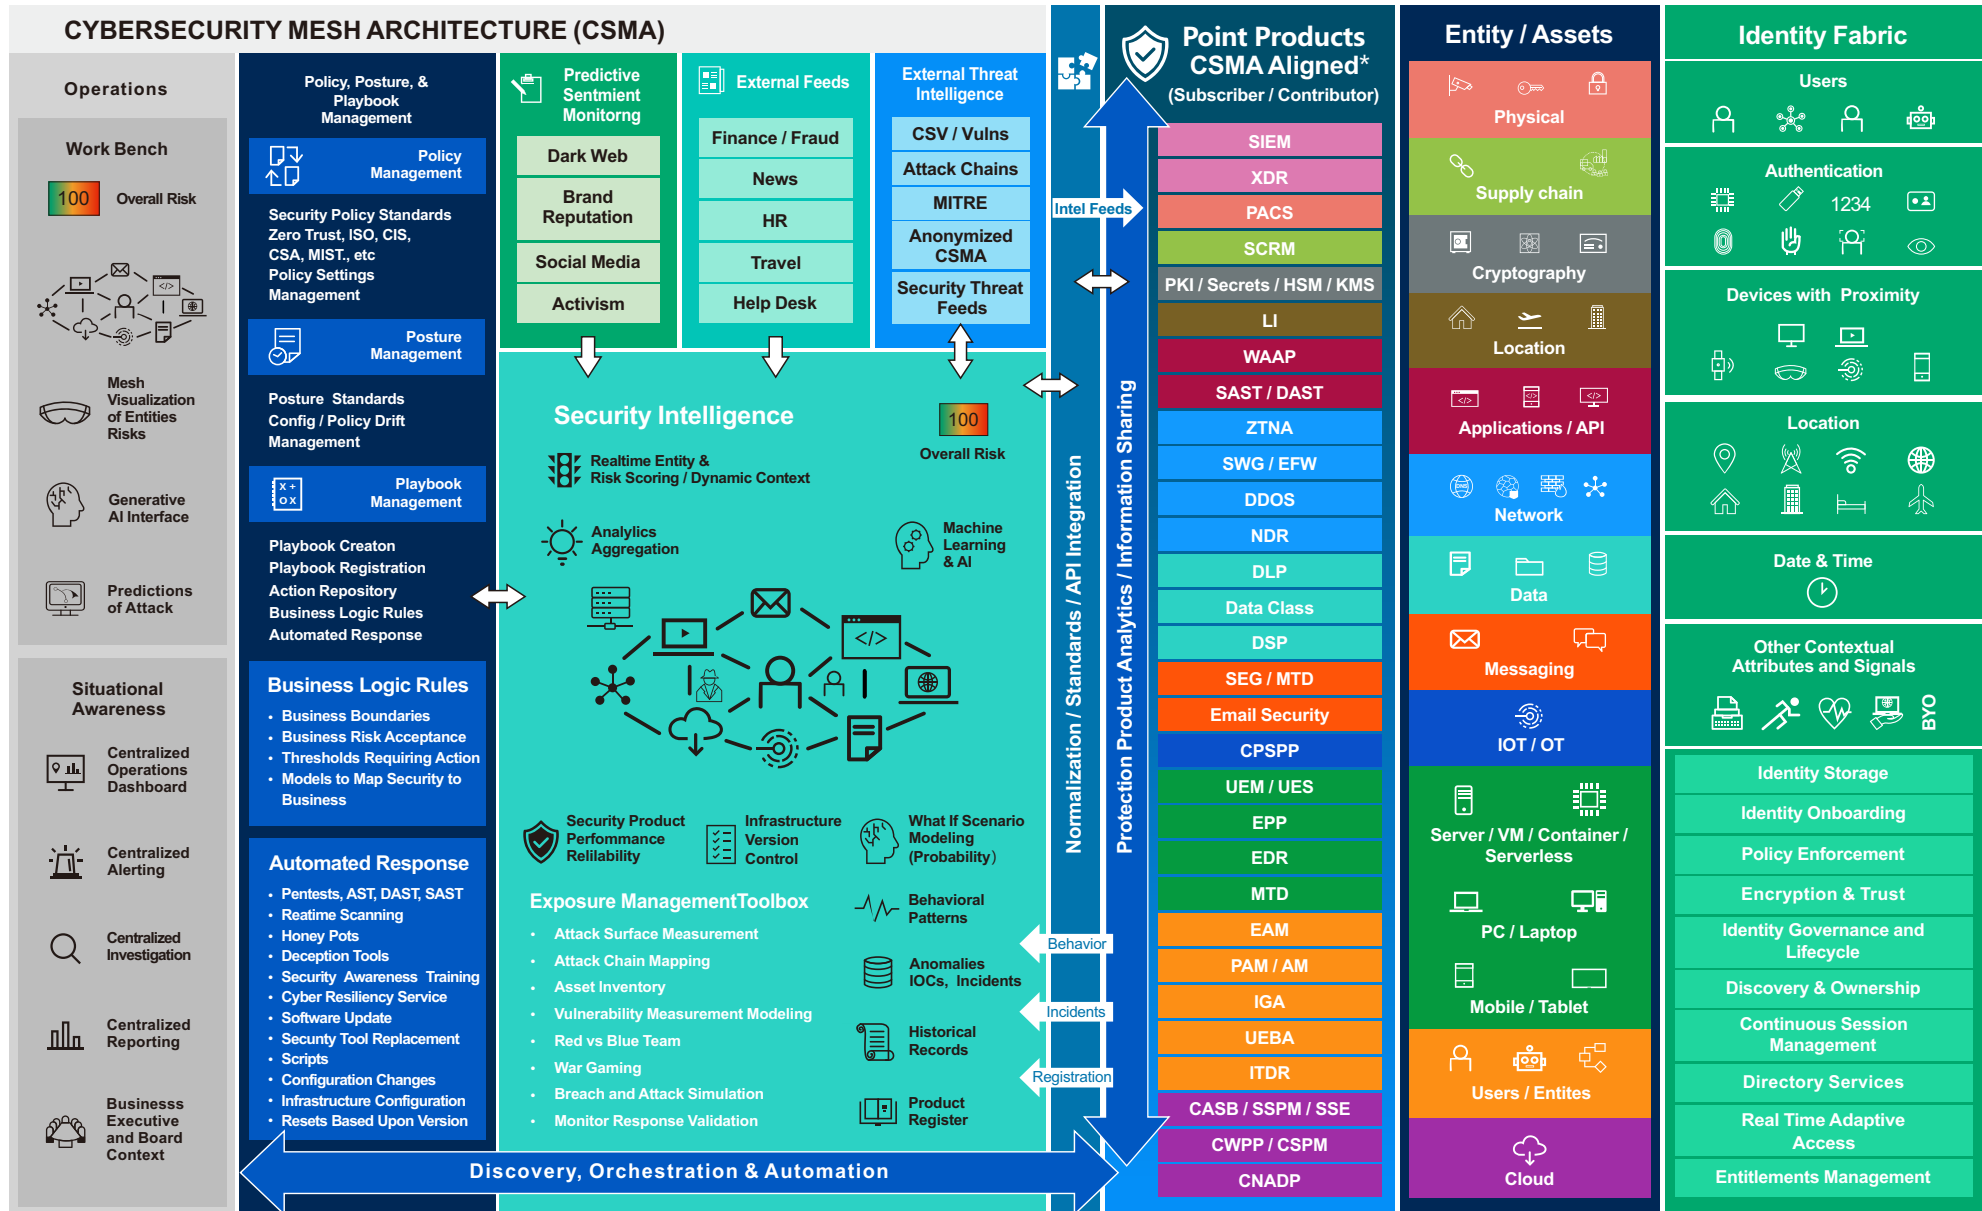 CYBERSECURITY MESH ARCHITECTURE (CSMA)
Operations
Work Bench
100
Overall Risk
Mesh
Visualization
of Entities
Risks
Generative
AI Interface
Predictions
of Attack
Situational
Awareness
Centralized
Operations
Dashboard
Centralized
Alerting
Centralized
Investigation
Centralized
Reporting
Businesss
Executive
and Board
Context
Policy, Posture, &
Playbook
Management
Policy
Management
Security Policy Standards
Zero Trust, ISO, CIS,
CSA, MIST., etc
Policy Settings
Management
Posture
Management
Posture Standards
Config / Policy Drift
Management
X +
O X
Playbook
Management
Playbook Creaton
Playbook Registration
Action Repository
Business Logic Rules
Automated Response
Business Logic Rules
• Business Boundaries
• Business Risk Acceptance
• Thresholds Requiring Action
• Models to Map Security to
Business
Automated Response
• Pentests, AST, DAST, SAST
• Reatime Scanning
• Honey Pots
• Deception Tools
• Security Awareness Training
• Cyber Resiliency Service
• Software Update
• Secunty Tool Replacement
• Scripts
• Configuration Changes
• Infrastructure Configuration
• Resets Based Upon Version
Predictive
Sentiment
Monitorng
Dark Web
Brand
Reputation
Social Media
Activism
External Feeds
Finance / Fraud
News
HR
Travel
Help Desk
External Threat
Intelligence
CSV / Vulns
Attack Chains
MITRE
Anonymized
CSMA
Security Threat
Feeds
Security Intelligence
100
Overall Risk
Realtime Entity &
Risk Scoring / Dynamic Context
Analytics
Aggregation
Machine
Learning
& AI
</>
Security Product
Perfommance
Relilability
Infrastructure
Version
Control
What If Scenario
Modeling
(Probability)
Exposure ManagementToolbox
• Attack Surface Measurement
• Attack Chain Mapping
• Asset Inventory
• Vulnerability Measurement Modeling
• Red vs Blue Team
• War Gaming
• Breach and Attack Simulation
• Monitor Response Validation
Behavioral
Patterns
Anomalies
IOCs, Incidents
Historical
Records
Product
Register
Discovery, Orchestration & Automation
Normalization / Standards / API Integration
Intel Feeds
Behavior
Incidents
Registration
Protection Product Analytics / Information Sharing
Point Products
CSMA Aligned*
(Subscriber / Contributor)
SIEM
XDR
PACS
SCRM
PKI / Secrets / HSM / KMS
LI
WAAP
SAST / DAST
ZTNA
SWG / EFW
DDOS
NDR
DLP
Data Class
DSP
SEG / MTD
Email Security
CPSPP
UEM / UES
EPP
EDR
MTD
EAM
PAM / AM
IGA
UEBA
ITDR
CASB / SSPM / SSE
CWPP / CSPM
CNADP
Entity / Assets
Physical
Supply chain
Cryptography
Location
</>
</>
</>
Applications / API
DNS
Network
Data
Messaging
IOT / OT
Server / VM / Container /
Serverless
PC / Laptop
Mobile / Tablet
Users / Entites
Cloud
Identity Fabric
Users
Authentication
1234
Devices with Proximity
Location
Date & Time
Other Contextual
Attributes and Signals
BYO
Identity Storage
Identity Onboarding
Policy Enforcement
Encryption & Trust
Identity Governance and
Lifecycle
Discovery & Ownership
Continuous Session
Management
Directory Services
Real Time Adaptive
Access
Entitlements Management